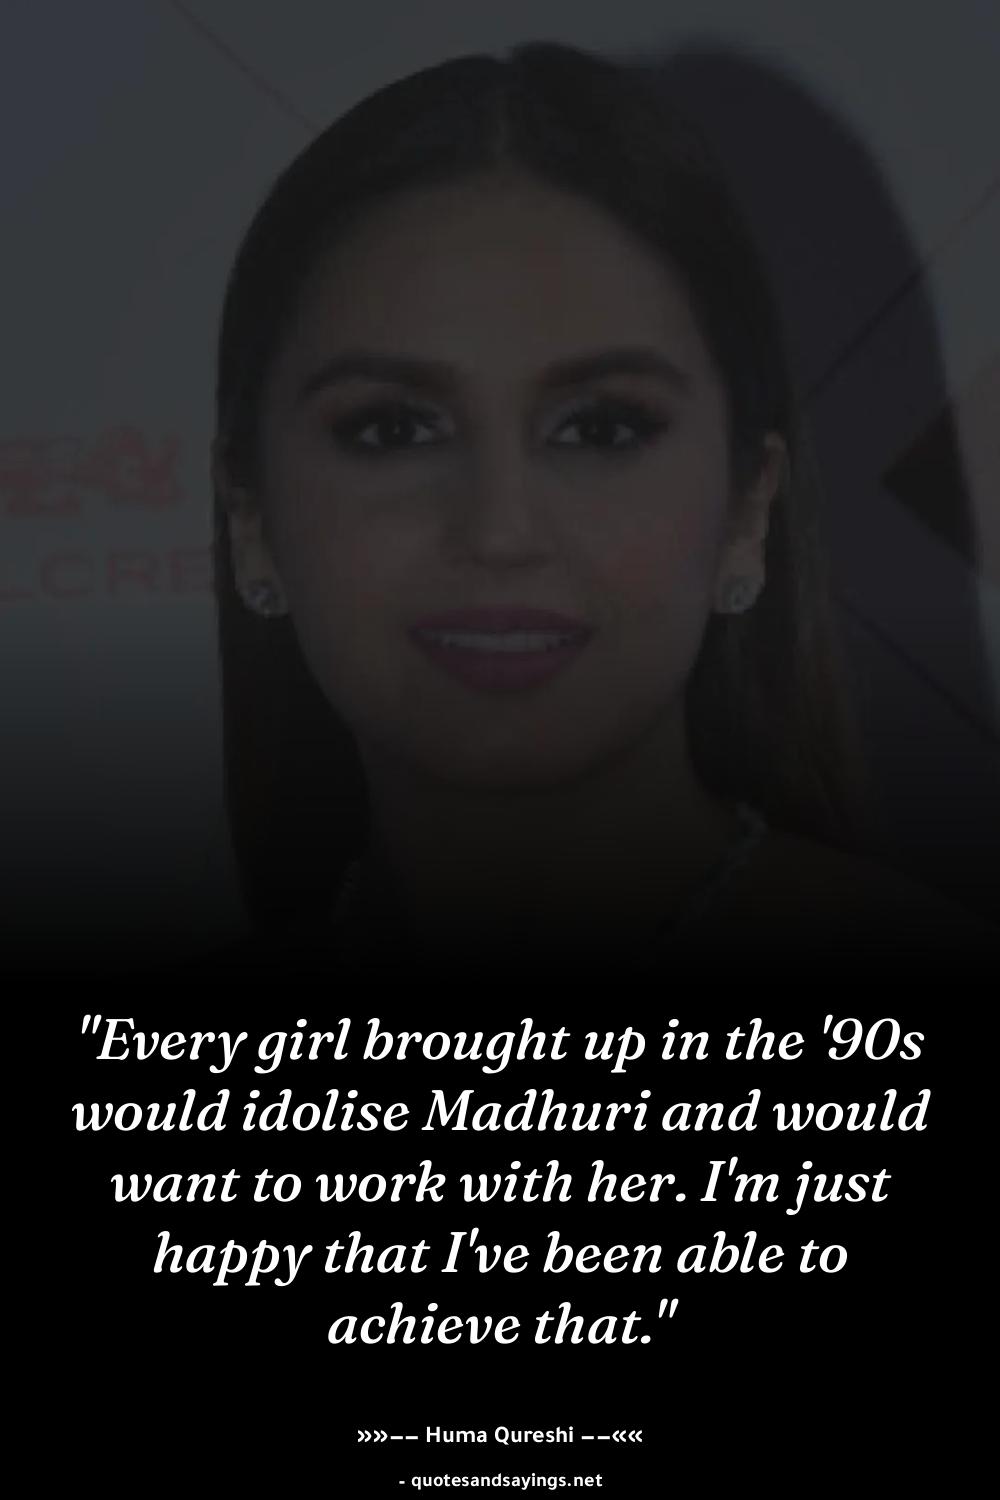 LCRE
"Every girl brought up in the '90s
would idolise Madhuri and would
want to work with her. I'm just
happy that I've been able to
achieve that."
»»–– Huma Qureshi ––««
- quotesandsayings.net